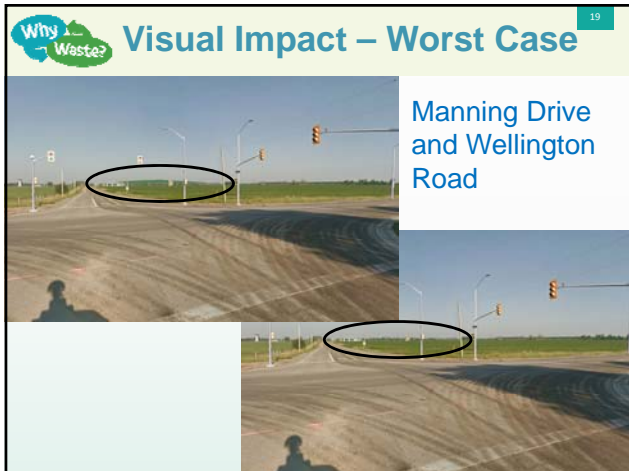 Why
Waste?
Visual Impact – Worst Case
19
Manning Drive
and Wellington
Road